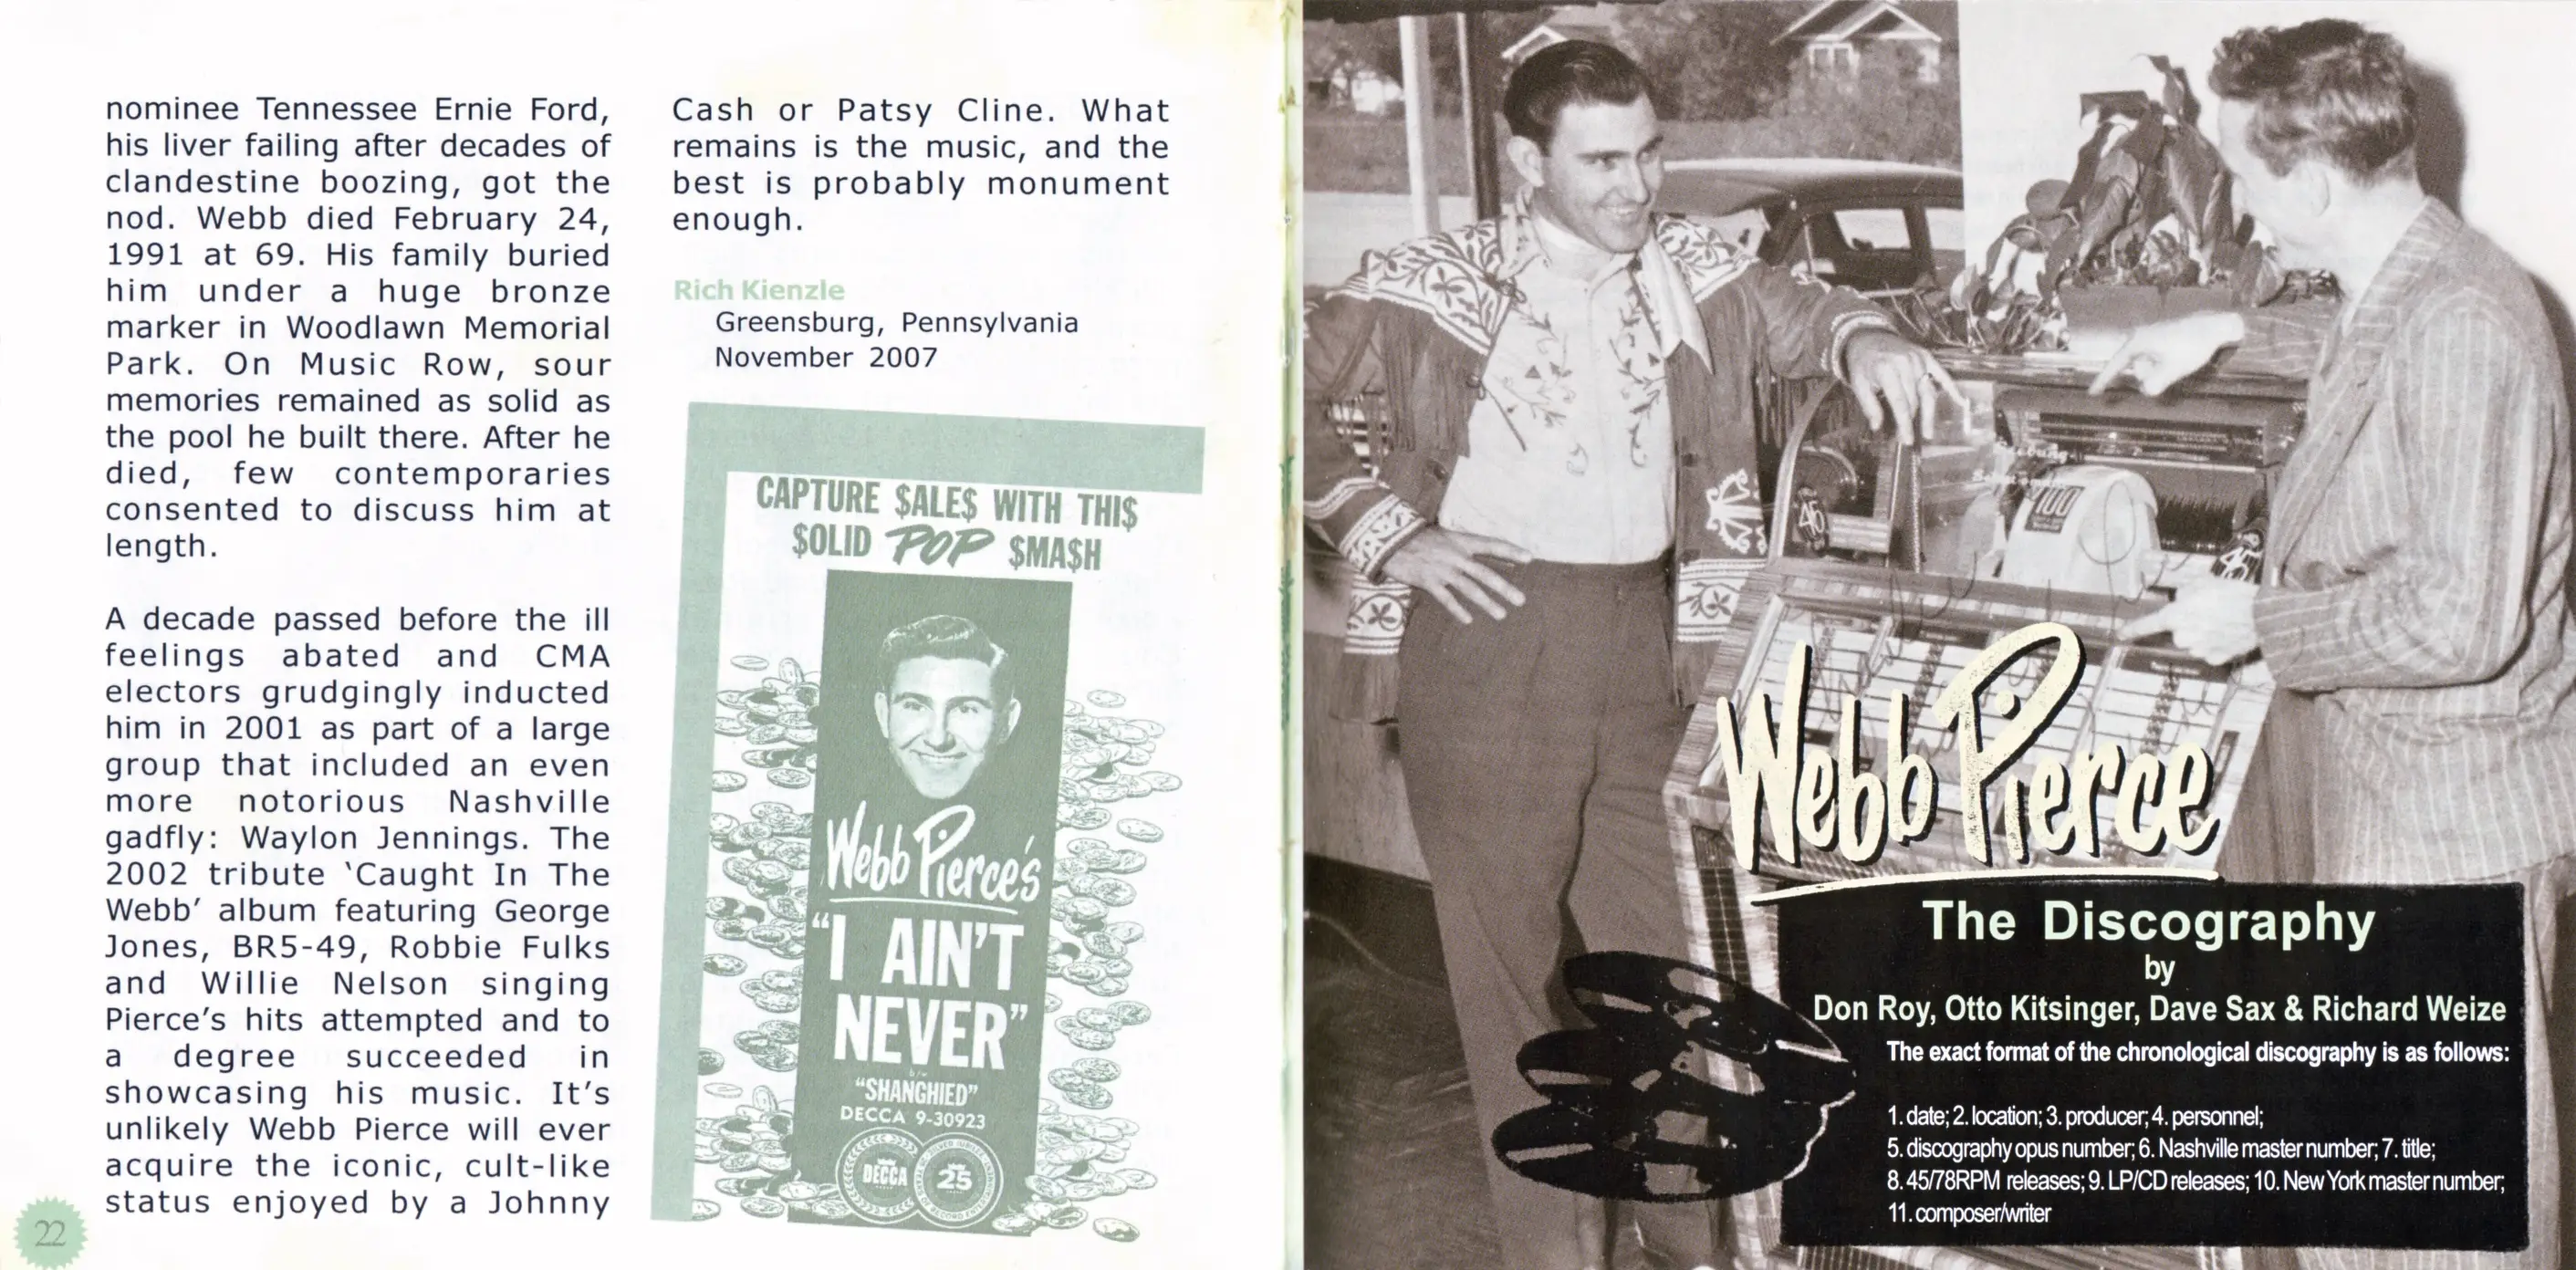 nominee Tennessee Ernie Ford,
his liver failing after decades of
clandestine boozing, got the
nod. Webb died February 24,
1991 at 69. His family buried
him under a huge bronze
marker in Woodlawn Memorial
Park. On Music Row, sour
memories remained as solid as
the pool he built there. After he
died, few contemporaries
consented to discuss him at
length.
A decade passed before the ill
feelings abated and CMA
electors grudgingly inducted
him in 2001 as part of a large
group that included an even
more notorious Nashville
gadfly: Waylon Jennings. The
2002 tribute ‘Caught In The
Webb’ album featuring George
Jones, BR5-49, Robbie Fulks
and Willie Nelson singing
Pierce’s hits attempted and to
a degree succeeded in
showcasing his music. It’s
unlikely Webb Pierce will ever
acquire the iconic, cult-like
status enjoyed by a Johnny
22
Cash or Patsy Cline. What
remains is the music, and the
best is probably monument
enough.
Rich Kienzle
Greensburg, Pennsylvania
November 2007
CAPTURE $ALE$ WITH THI$
$OLID POP $MA$H
Webb Pierce's
“I AIN'T
NEVER”
b/w
“SHANGHIED”
DECCA 9-30923
DECCA
25
45
100
45
Webb Pierce
The Discography
by
Don Roy, Otto Kitsinger, Dave Sax & Richard Weize
The exact format of the chronological discography is as follows:
1. date; 2. location; 3. producer; 4. personnel;
5. discography opus number; 6. Nashville master number; 7. title;
8. 45/78RPM releases; 9. LP/CD releases; 10. New York master number;
11. composer/writer